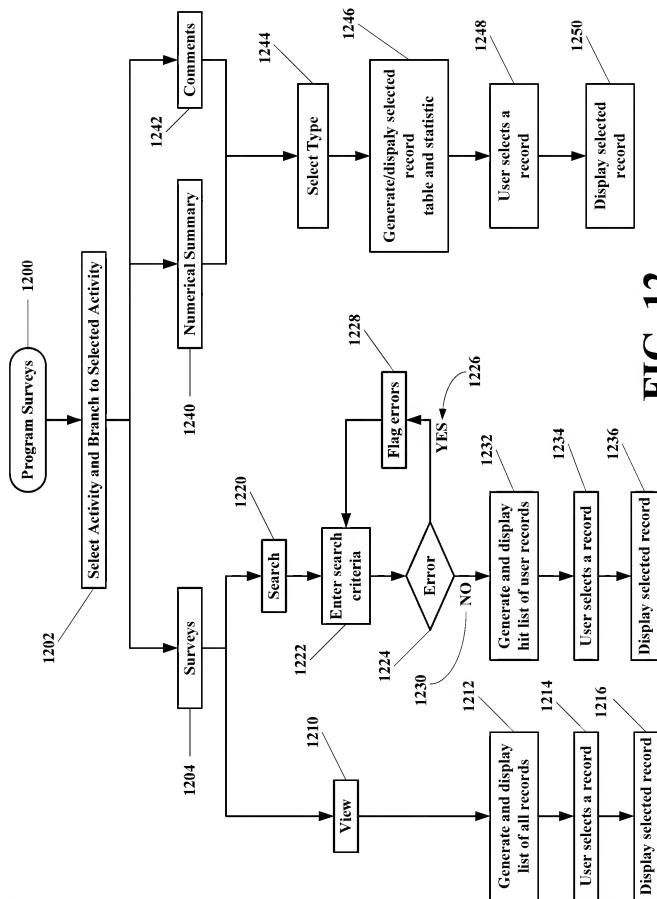 1200
Program Surveys
1202
Select Activity and Branch to Selected Activity
1204
Surveys
1240
Numerical Summary
1242
Comments
1210
View
1220
Search
1222
Enter search
criteria
1228
Flag errors
1224
Error
YES
1226
1230
NO
1212
Generate and display
list of all records
1214
User selects a record
1216
Display selected record
1232
Generate and display
hit list of user records
1234
User selects a record
1236
Display selected record
1244
Select Type
1246
Generate/dispaly selected
record
table and statistic
1248
User selects a
record
1250
Display selected
record
FIG. 12